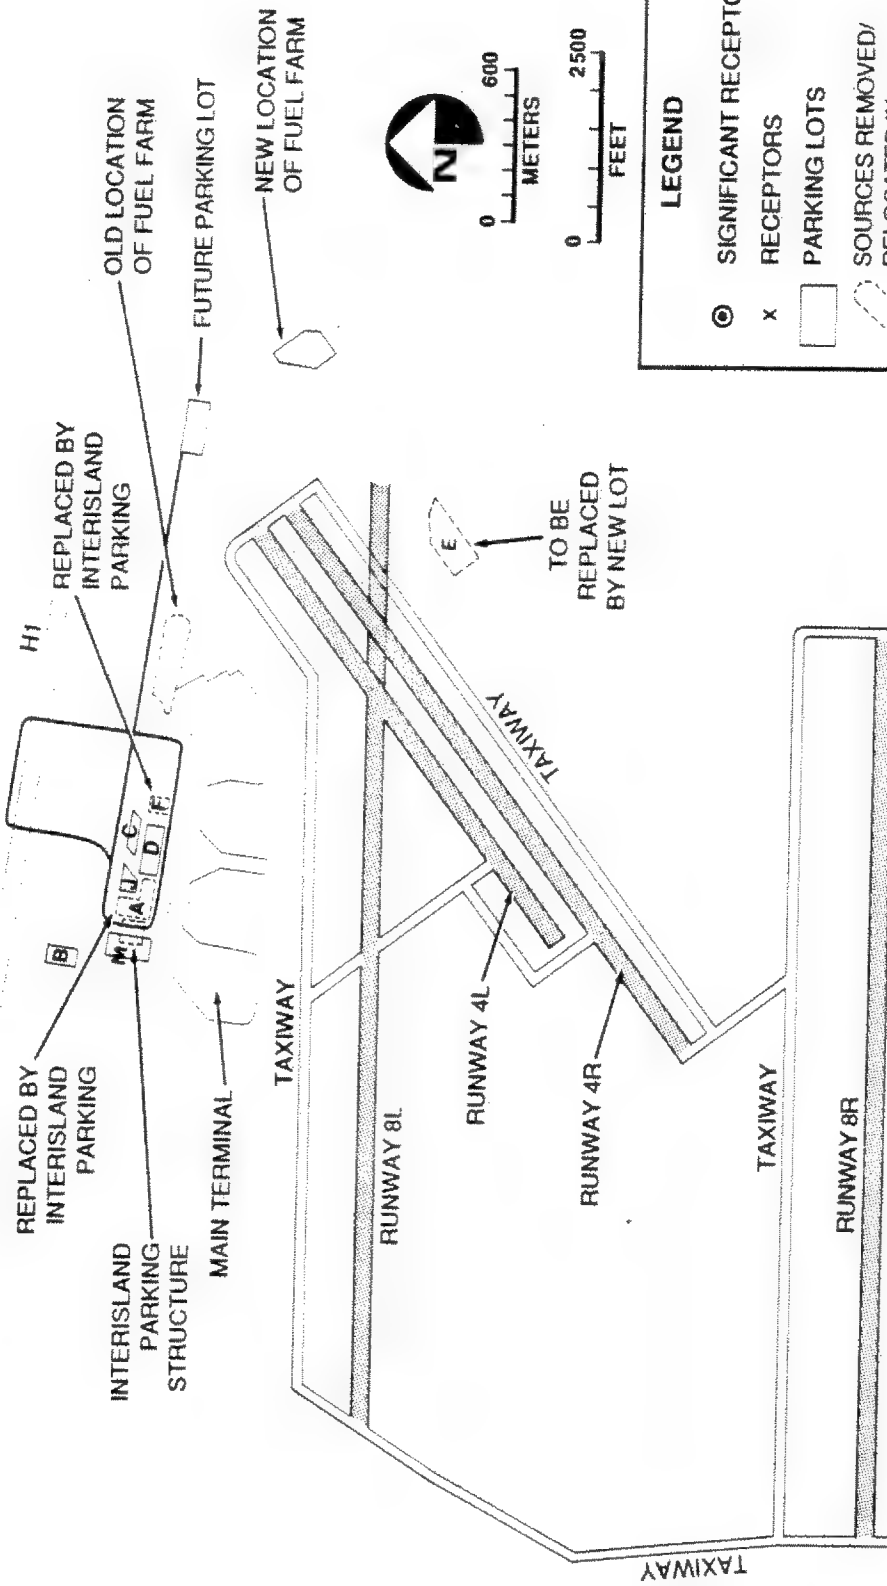 REPLACED BY
INTERISLAND
PARKING
INTERISLAND
PARKING
STRUCTURE
MAIN TERMINAL
B
M
A
J
C
D
F
H1
REPLACED BY
INTERISLAND
PARKING
OLD LOCATION
OF FUEL FARM
FUTURE PARKING LOT
NEW LOCATION
OF FUEL FARM
TAXIWAY
RUNWAY 8L
RUNWAY 4L
RUNWAY 4R
TAXIWAY
E
TO BE
REPLACED
BY NEW LOT
TAXIWAY
RUNWAY 8R
TAXIWAY
N
0 600
METERS
0 2500
FEET
LEGEND
SIGNIFICANT RECEPTO
x RECEPTORS
PARKING LOTS
SOURCES REMOVED/